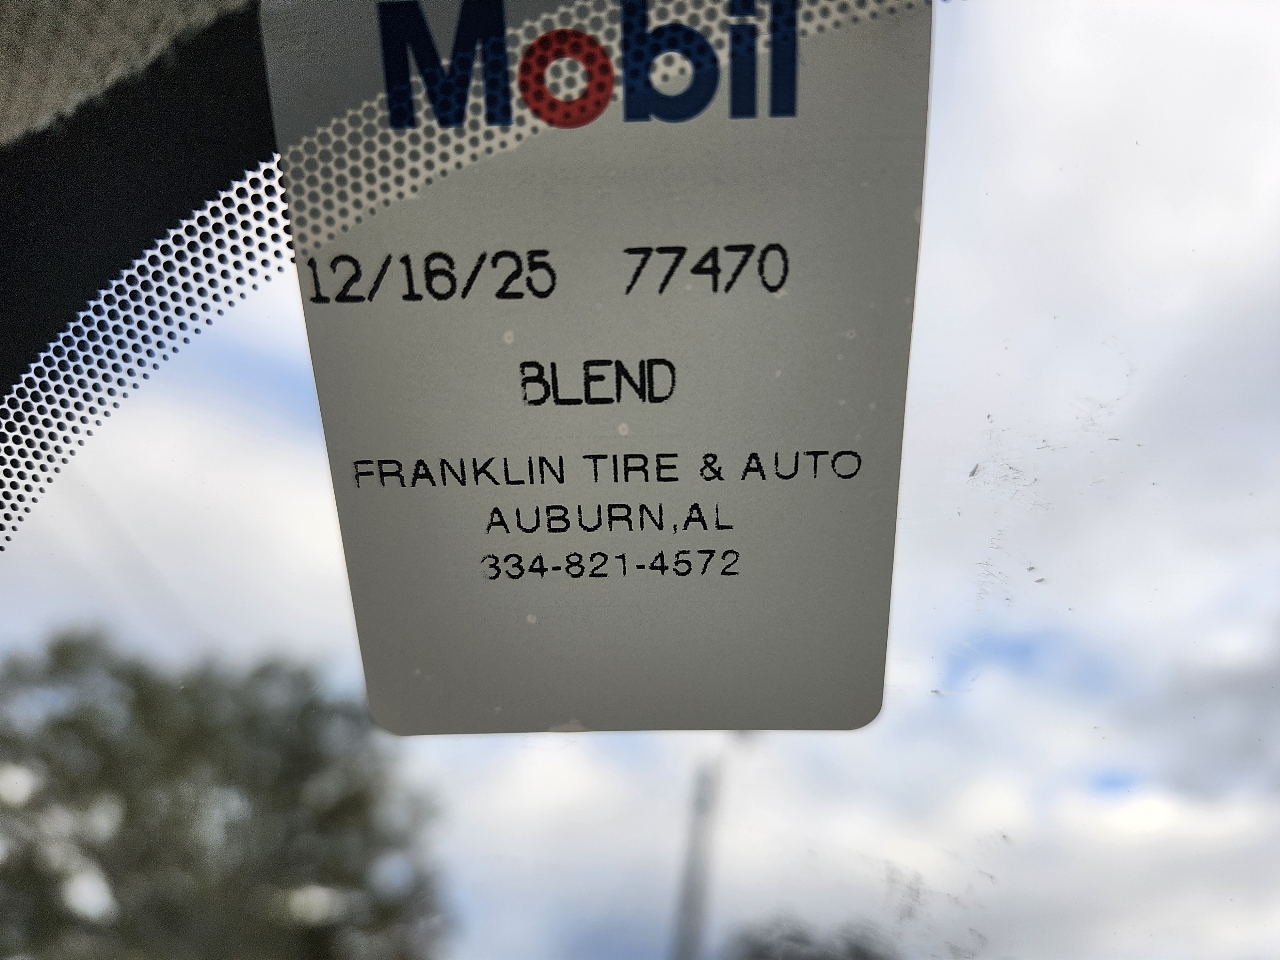 Mobil
12/16/25 77470
BLEND
FRANKLIN TIRE & AUTO
AUBURN,AL
334-821-4572